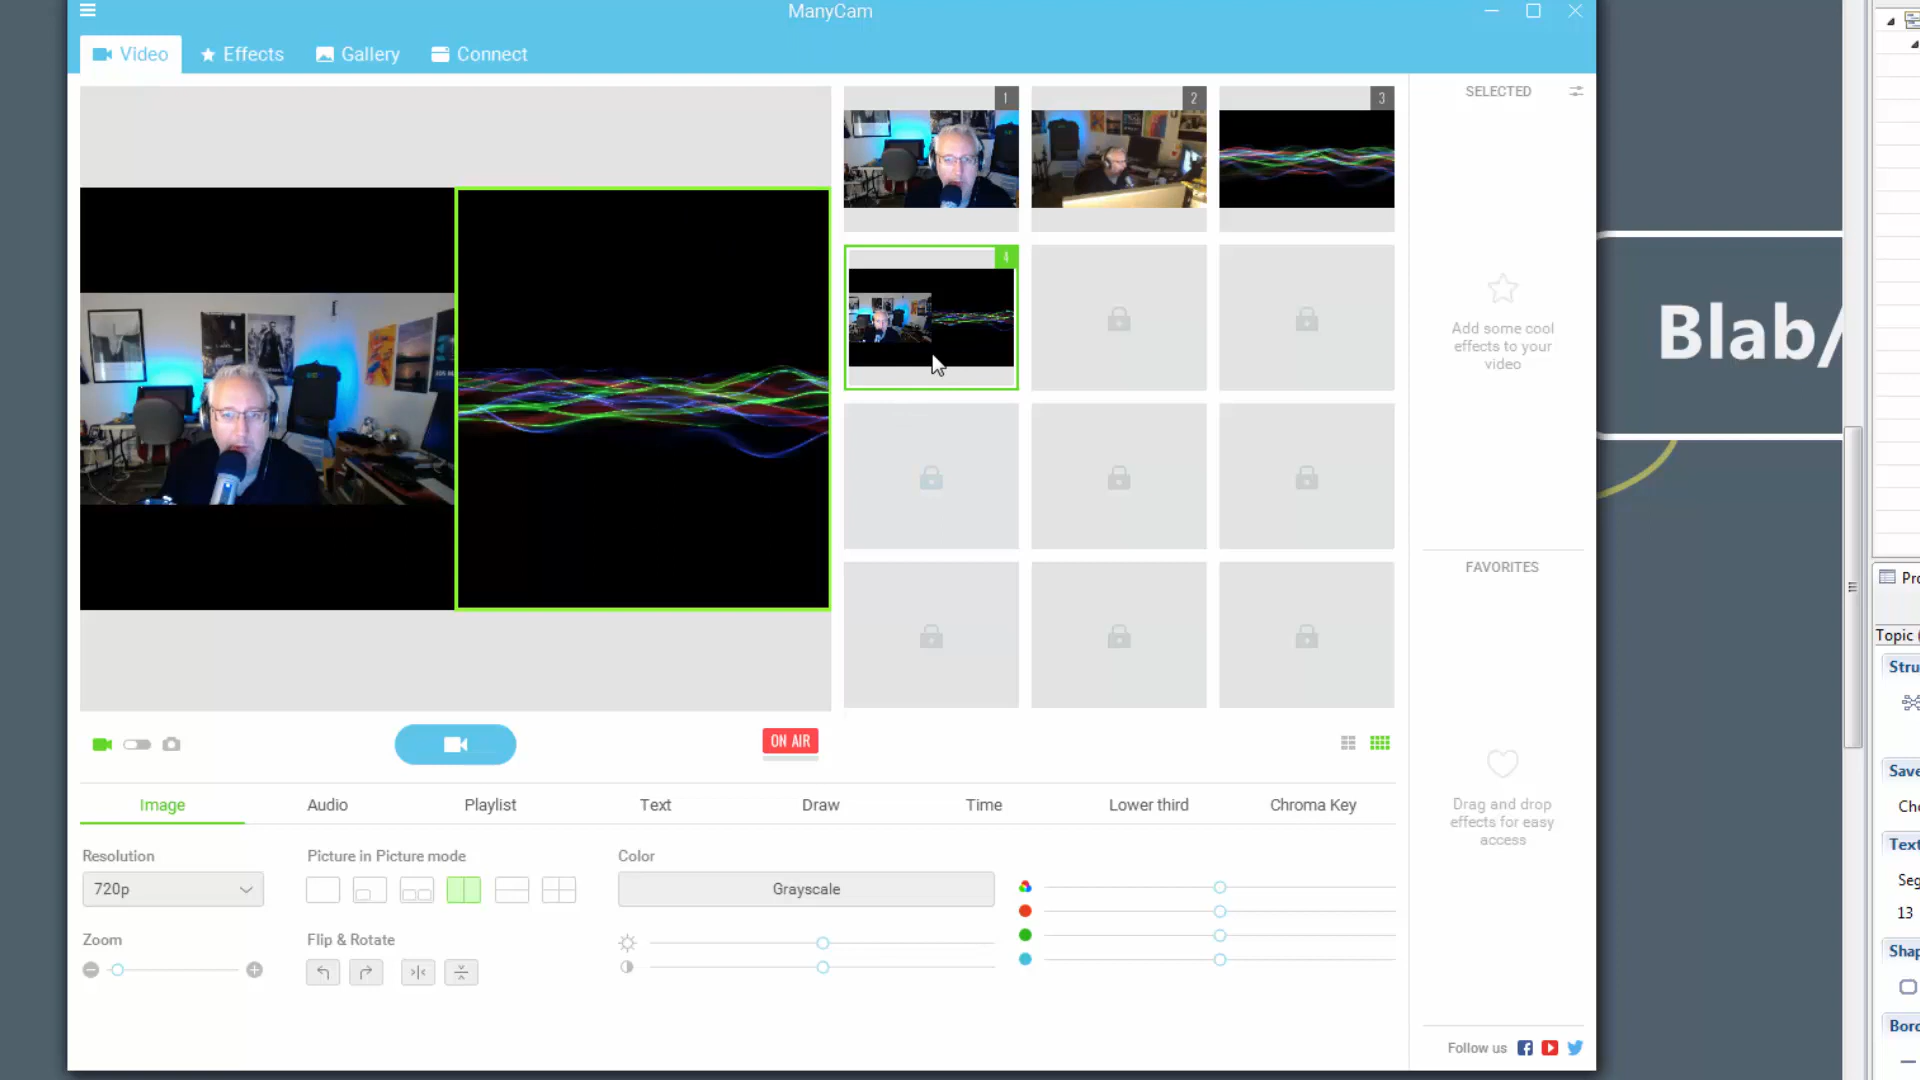 ManyCam
Video
Effects
Gallery
Connect
SELECTED
1
2
3
4
Add some cool
effects to your
video
Blab/
FAVORITES
Drag and drop
effects for easy
access
ON AIR
Image
Audio
Playlist
Text
Draw
Time
Lower third
Chroma Key
Resolution
720p
Picture in Picture mode
Color
Grayscale
Zoom
Flip & Rotate
Follow us
Pro
Topic (
Stru
Save
Cho
Text
Seg
13
Shap
Bord